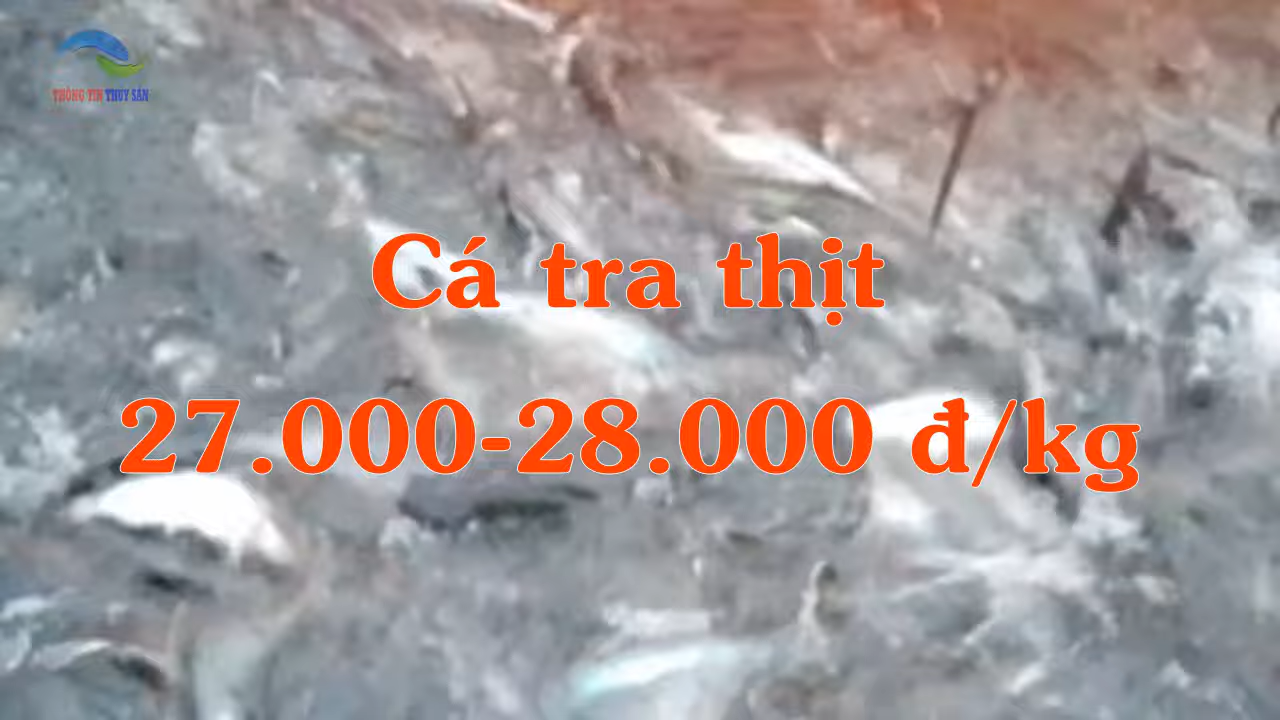 THÔNG TIN THỦY SẢN
Cá tra thịt
27.000-28.000 đ/kg